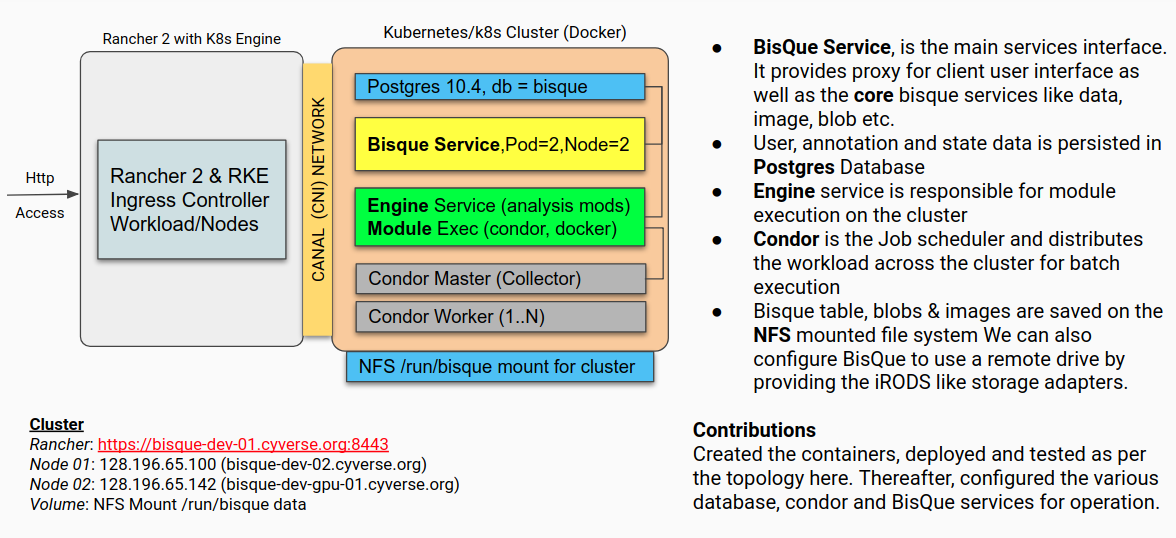 Rancher 2 with K8s Engine
Kubernetes/k8s Cluster (Docker)
Http
Access
Rancher 2 & RKE
Ingress Controller
Workload/Nodes
CANAL (CNI) NETWORK
Postgres 10.4, db = bisque
Bisque Service,Pod=2,Node=2
Engine Service (analysis mods)
Module Exec (condor, docker)
Condor Master (Collector)
Condor Worker (1..N)
NFS /run/bisque mount for cluster
Cluster
Rancher: https://bisque-dev-01.cyverse.org:8443
Node 01: 128.196.65.100 (bisque-dev-02.cyverse.org)
Node 02: 128.196.65.142 (bisque-dev-gpu-01.cyverse.org)
Volume: NFS Mount /run/bisque data
● BisQue Service, is the main services interface.
It provides proxy for client user interface as
well as the core bisque services like data,
image, blob etc.
● User, annotation and state data is persisted in
Postgres Database
● Engine service is responsible for module
execution on the cluster
● Condor is the Job scheduler and distributes
the workload across the cluster for batch
execution
● Bisque table, blobs & images are saved on the
NFS mounted file system We can also
configure BisQue to use a remote drive by
providing the iRODS like storage adapters.
Contributions
Created the containers, deployed and tested as per
the topology here. Thereafter, configured the various
database, condor and BisQue services for operation.